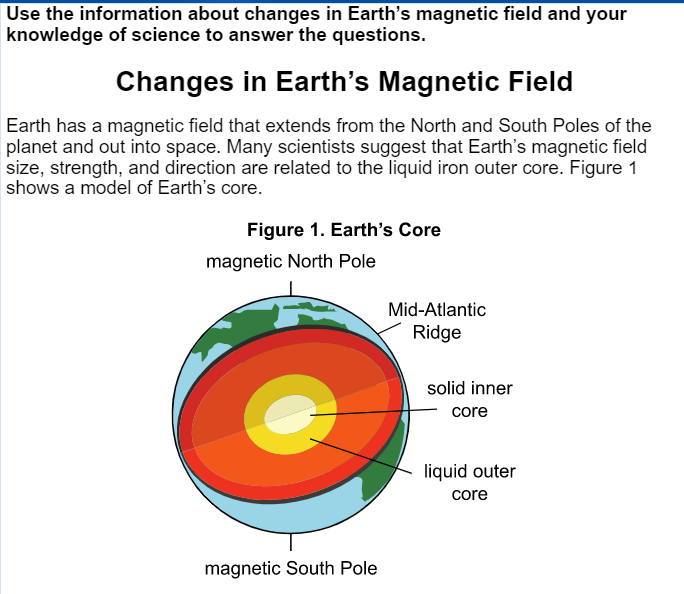 Use the information about changes in Earth's magnetic field and your
knowledge of science to answer the questions.
Changes in Earth's Magnetic Field
Earth has a magnetic field that extends from the North and South Poles of the
planet and out into space. Many scientists suggest that Earth's magnetic field
size, strength, and direction are related to the liquid iron outer core. Figure 1
shows a model of Earth's core.
Figure 1. Earth's Core
magnetic North Pole
Mid-Atlantic
Ridge
solid inner
core
liquid outer
core
magnetic South Pole